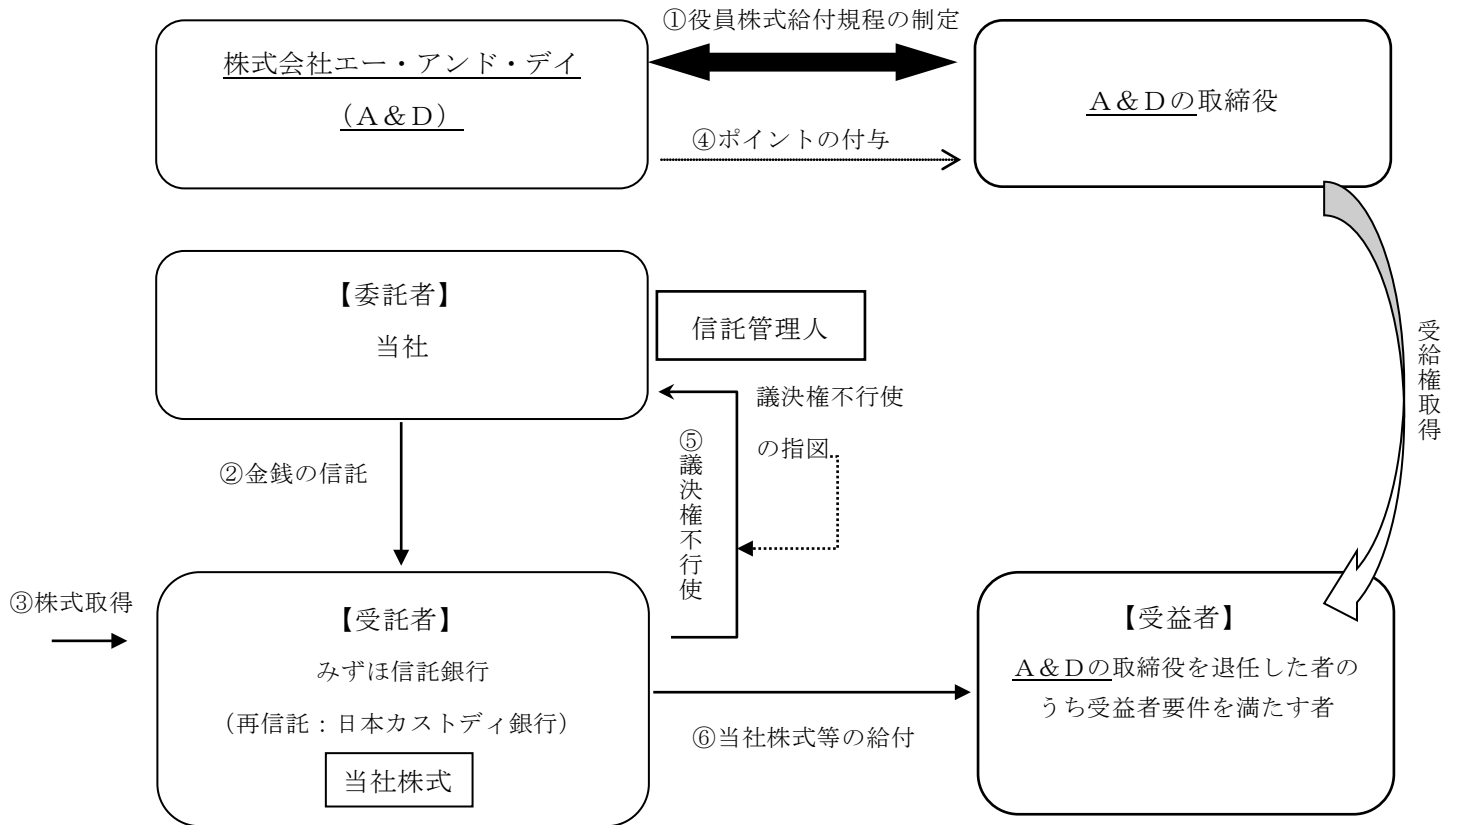 ①役員株式給付規程の制定
株式会社エー・アンド・デイ
（A＆D）
A＆Dの取締役
④ポイントの付与
【委託者】
当社
信託管理人
議決権不行使
の指図
⑤議決権不行使
②金銭の信託
受給権取得
③株式取得
【受託者】
みずほ信託銀行
（再信託：日本カストディ銀行）
当社株式
【受益者】
A＆Dの取締役を退任した者の
うち受益者要件を満たす者
⑥当社株式等の給付